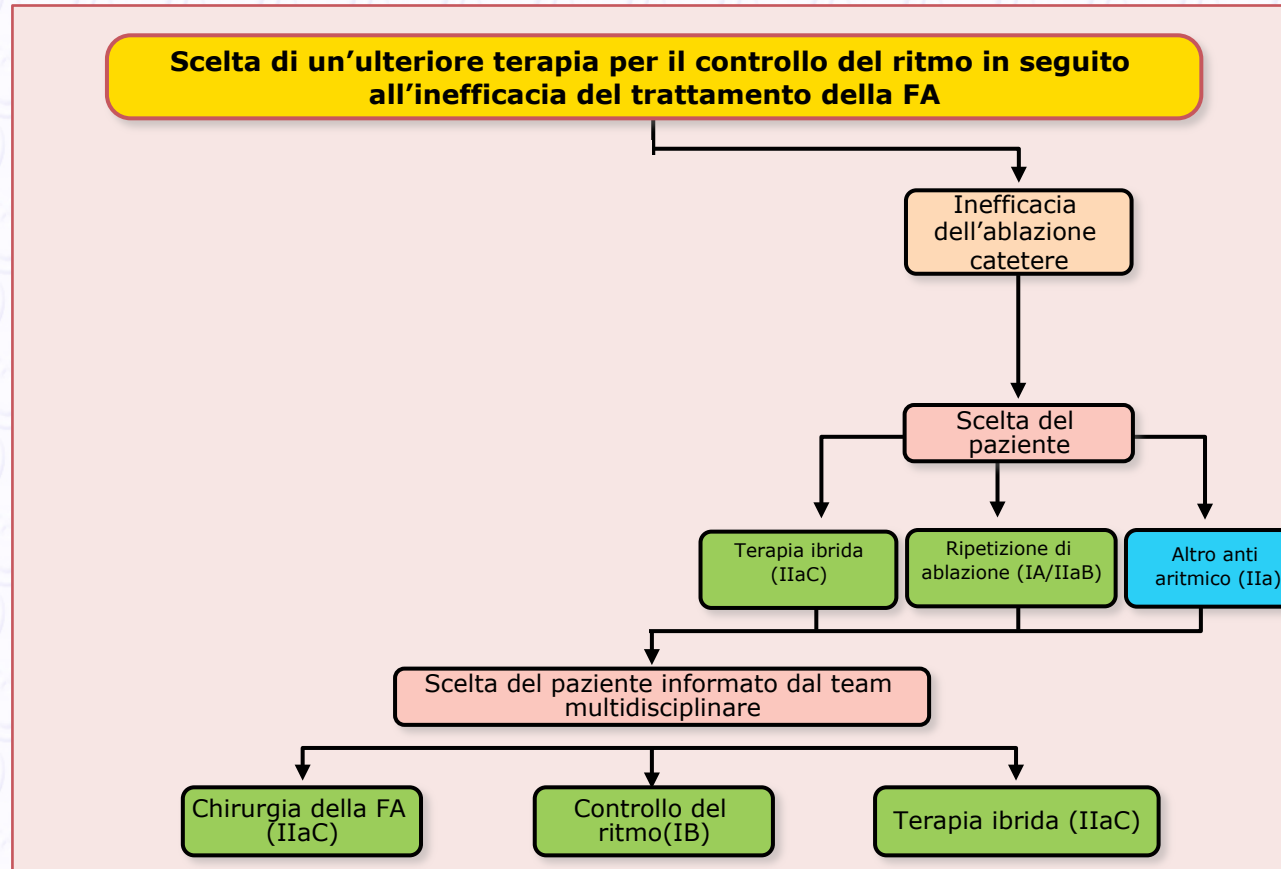 Scelta di un’ulteriore terapia per il controllo del ritmo in seguito
all’inefficacia del trattamento della FA
Inefficacia
dell’ablazione
catetere
Scelta del
paziente
Terapia ibrida
(IIaC)
Ripetizione di
ablazione (IA/IIaB)
Altro anti
aritmico (IIa)
Scelta del paziente informato dal team
multidisciplinare
Chirurgia della FA
(IIaC)
Controllo del
ritmo(IB)
Terapia ibrida (IIaC)